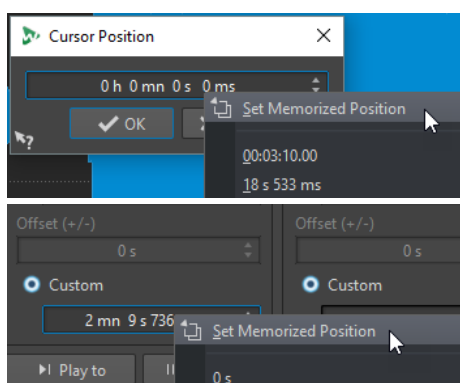 Cursor Position
0 h 0 mn 0 s 0 ms
OK
Set Memorized Position
00:03:10.00
18 s 533 ms
Offset (+/-)
Offset (+/-)
0 s
0 s
Custom
Custom
2 mn 9 s 736
Set Memorized Position
Play to
0 s